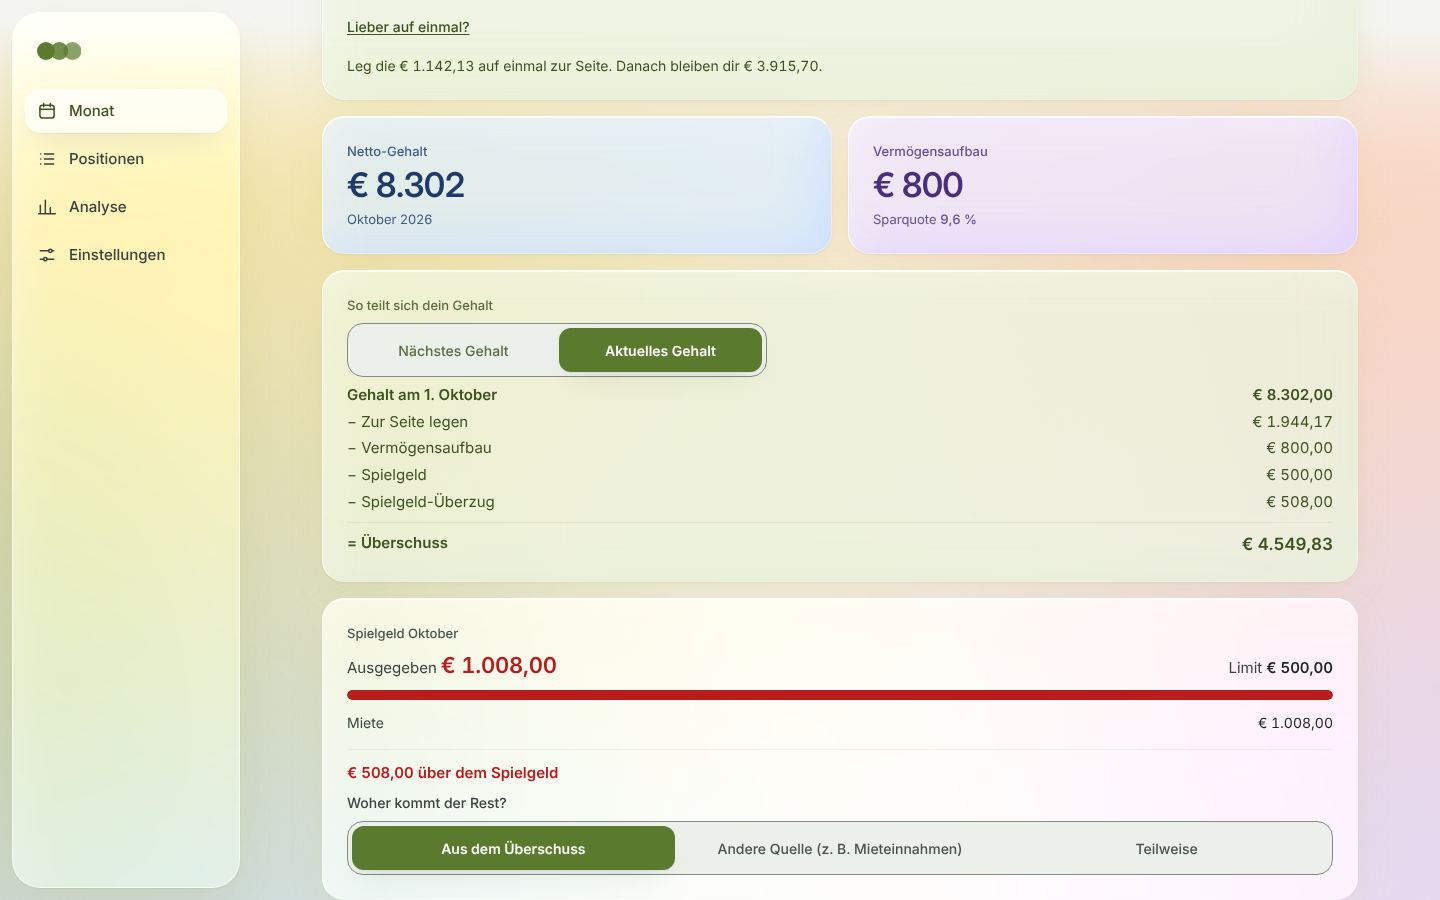 Lieber auf einmal?
Leg die € 1.142,13 auf einmal zur Seite. Danach bleiben dir € 3.915,70.
Monat
Positionen
Analyse
Einstellungen
Netto-Gehalt
€ 8.302
Oktober 2026
Vermögensaufbau
€ 800
Sparquote 9,6 %
So teilt sich dein Gehalt
Nächstes Gehalt
Aktuelles Gehalt
Gehalt am 1. Oktober € 8.302,00
− Zur Seite legen € 1.944,17
− Vermögensaufbau € 800,00
− Spielgeld € 500,00
− Spielgeld-Überzug € 508,00
= Überschuss € 4.549,83
Spielgeld Oktober
Ausgegeben € 1.008,00 Limit € 500,00
Miete € 1.008,00
€ 508,00 über dem Spielgeld
Woher kommt der Rest?
Aus dem Überschuss
Andere Quelle (z. B. Mieteinnahmen)
Teilweise